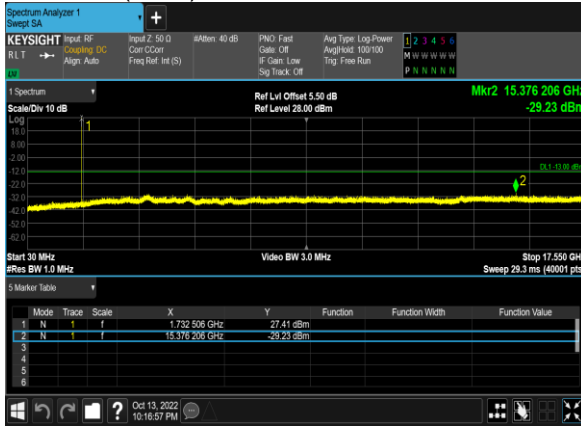 Spectrum Analyzer 1
Swept SA
+
KEYSIGHT Input: RF Input Z: 50 Ω #Atten: 40 dB PNO: Fast Avg Type: Log-Power 1 2 3 4 5 6
RLT Coupling: DC Corr CCorr Gate: Off Avg|Hold: 100/100 M W W W W W
Align: Auto Freq Ref: Int (S) IF Gain: Low Trig: Free Run
Sig Track: Off P N N N N N
1 Spectrum Ref Lvl Offset 5.50 dB Mkr2 15.376 206 GHz
Scale/Div 10 dB Ref Level 28.00 dBm -29.23 dBm
Log
1
18.0
8.00
-2.00
-12.0 DL1 -13.00 dBm
-22.0 2
-32.0
-42.0
-52.0
-62.0
Start 30 MHz Video BW 3.0 MHz Stop 17.550 GH
#Res BW 1.0 MHz Sweep 29.3 ms (40001 pts
5 Marker Table
Mode Trace Scale X Y Function Function Width Function Value
1 N 1 f 1.732 506 GHz 27.41 dBm
2 N 1 f 15.376 206 GHz -29.23 dBm
3
4
5
6
? Oct 13, 2022
10:16:57 PM